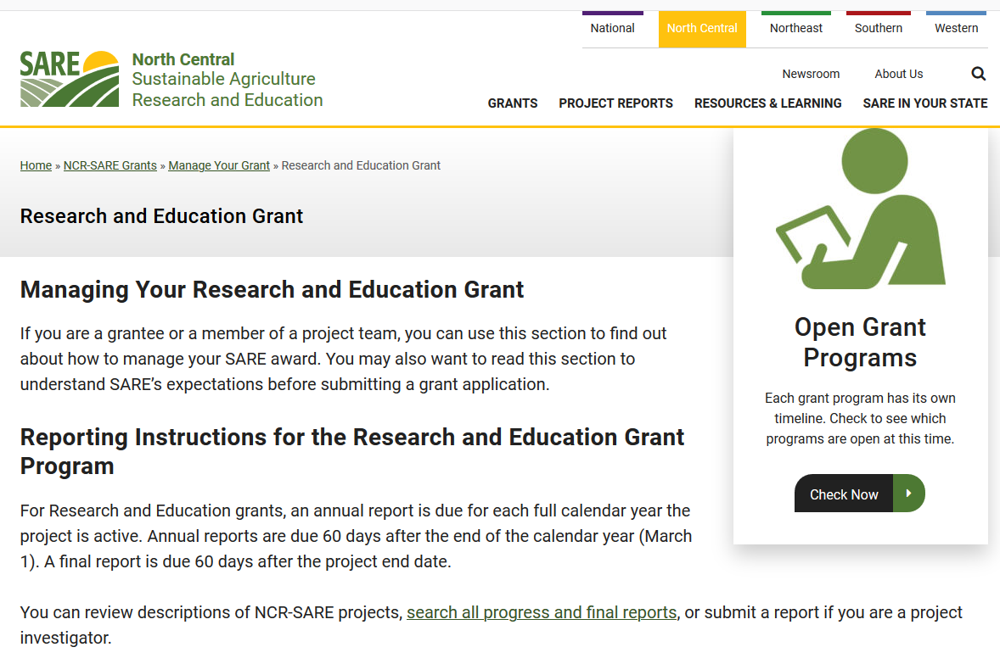 National
North Central
Northeast
Southern
Western
SARE
North Central
Sustainable Agriculture
Research and Education
Newsroom
About Us
GRANTS
PROJECT REPORTS
RESOURCES & LEARNING
SARE IN YOUR STATE
Home » NCR-SARE Grants » Manage Your Grant » Research and Education Grant
Research and Education Grant
Managing Your Research and Education Grant
If you are a grantee or a member of a project team, you can use this section to find out
about how to manage your SARE award. You may also want to read this section to
understand SARE’s expectations before submitting a grant application.
Reporting Instructions for the Research and Education Grant
Program
For Research and Education grants, an annual report is due for each full calendar year the
project is active. Annual reports are due 60 days after the end of the calendar year (March
1). A final report is due 60 days after the project end date.
You can review descriptions of NCR-SARE projects, search all progress and final reports, or submit a report if you are a project
investigator.
Open Grant
Programs
Each grant program has its own
timeline. Check to see which
programs are open at this time.
Check Now